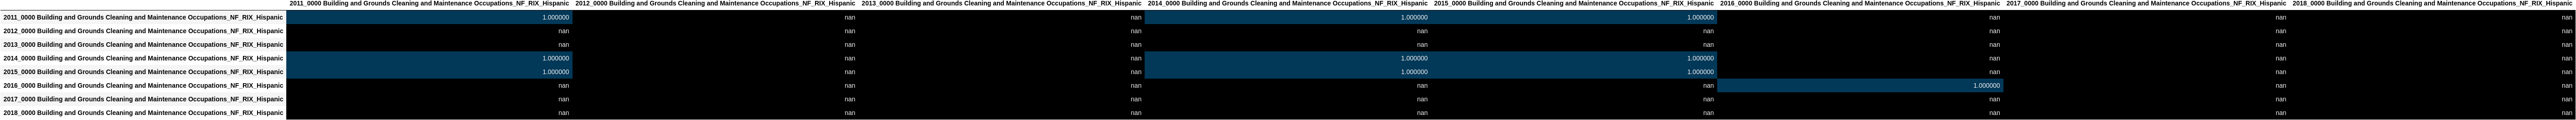 2011_0000 Building and Grounds Cleaning and Maintenance Occupations_NF_RIX_Hispanic 2012_0000 Building and Grounds Cleaning and Maintenance Occupations_NF_RIX_Hispanic 2013_0000 Building and Grounds Cleaning and Maintenance Occupations_NF_RIX_Hispanic 2014_0000 Building and Grounds Cleaning and Maintenance Occupations_NF_RIX_Hispanic 2015_0000 Building and Grounds Cleaning and Maintenance Occupations_NF_RIX_Hispanic 2016_0000 Building and Grounds Cleaning and Maintenance Occupations_NF_RIX_Hispanic 2017_0000 Building and Grounds Cleaning and Maintenance Occupations_NF_RIX_Hispanic 2018_0000 Building and Grounds Cleaning and Maintenance Occupations_NF_RIX_Hispanic
2011_0000 Building and Grounds Cleaning and Maintenance Occupations_NF_RIX_Hispanic 1.000000 nan nan 1.000000 1.000000 nan nan nan
2012_0000 Building and Grounds Cleaning and Maintenance Occupations_NF_RIX_Hispanic nan nan nan nan nan nan nan nan
2013_0000 Building and Grounds Cleaning and Maintenance Occupations_NF_RIX_Hispanic nan nan nan nan nan nan nan nan
2014_0000 Building and Grounds Cleaning and Maintenance Occupations_NF_RIX_Hispanic 1.000000 nan nan 1.000000 1.000000 nan nan nan
2015_0000 Building and Grounds Cleaning and Maintenance Occupations_NF_RIX_Hispanic 1.000000 nan nan 1.000000 1.000000 nan nan nan
2016_0000 Building and Grounds Cleaning and Maintenance Occupations_NF_RIX_Hispanic nan nan nan nan nan 1.000000 nan nan
2017_0000 Building and Grounds Cleaning and Maintenance Occupations_NF_RIX_Hispanic nan nan nan nan nan nan nan nan
2018_0000 Building and Grounds Cleaning and Maintenance Occupations_NF_RIX_Hispanic nan nan nan nan nan nan nan nan